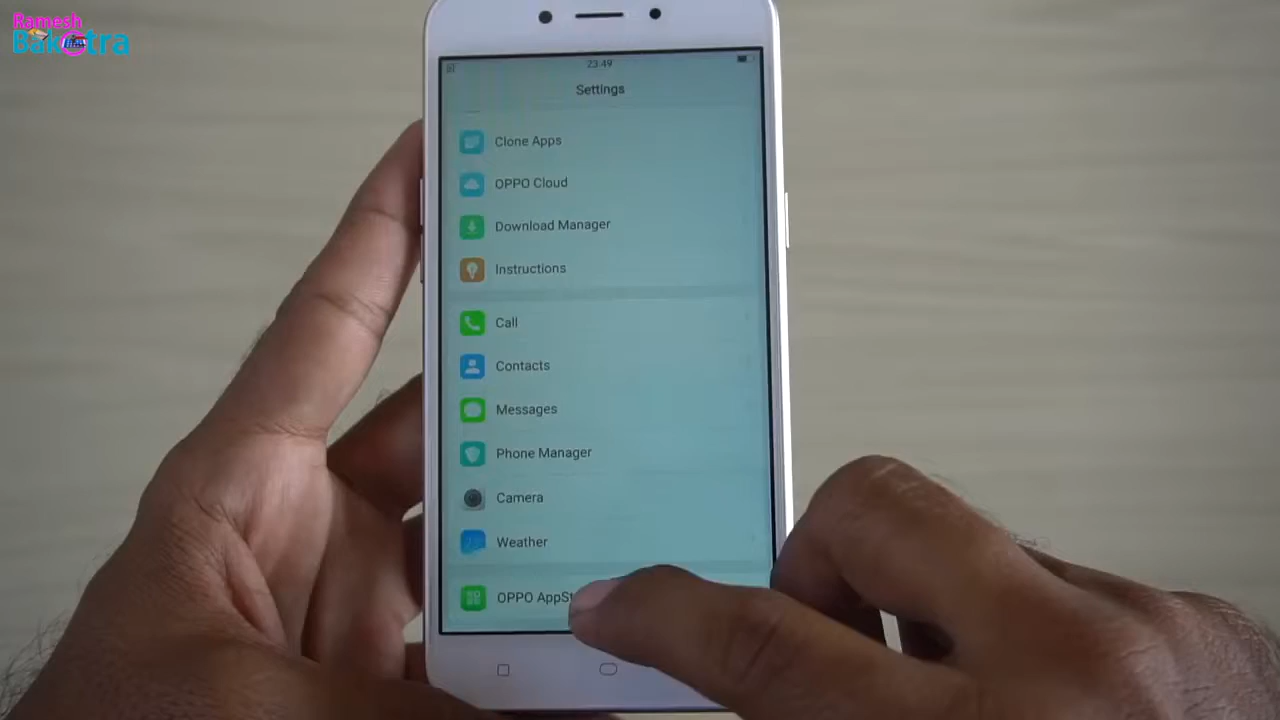 Ramesh
Bakotra
23:49
Settings
Clone Apps
OPPO Cloud
Download Manager
Instructions
Call
Contacts
Messages
Phone Manager
Camera
Weather
OPPO AppSt